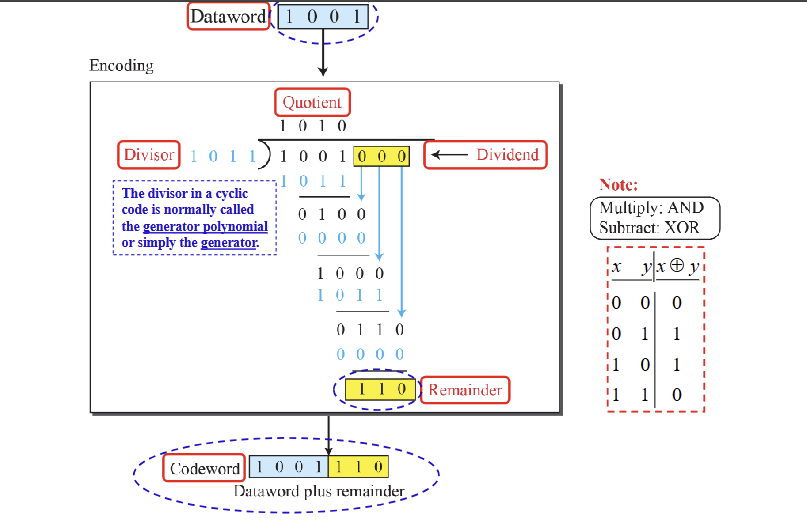 Dataword 1 0 0 1
Encoding
Quotient
1 0 1 0
Divisor 1 0 1 1 ) 1 0 0 1 0 0 0 Dividend
1 0 1 1
The divisor in a cyclic
code is normally called
the generator polynomial
or simply the generator.
0 1 0 0
0 0 0 0
1 0 0 0
1 0 1 1
0 1 1 0
0 0 0 0
1 1 0 Remainder
Note:
Multiply: AND
Subtract: XOR
x y x ⊕ y
0 0 0
0 1 1
1 0 1
1 1 0
Codeword 1 0 0 1 1 1 0
Dataword plus remainder